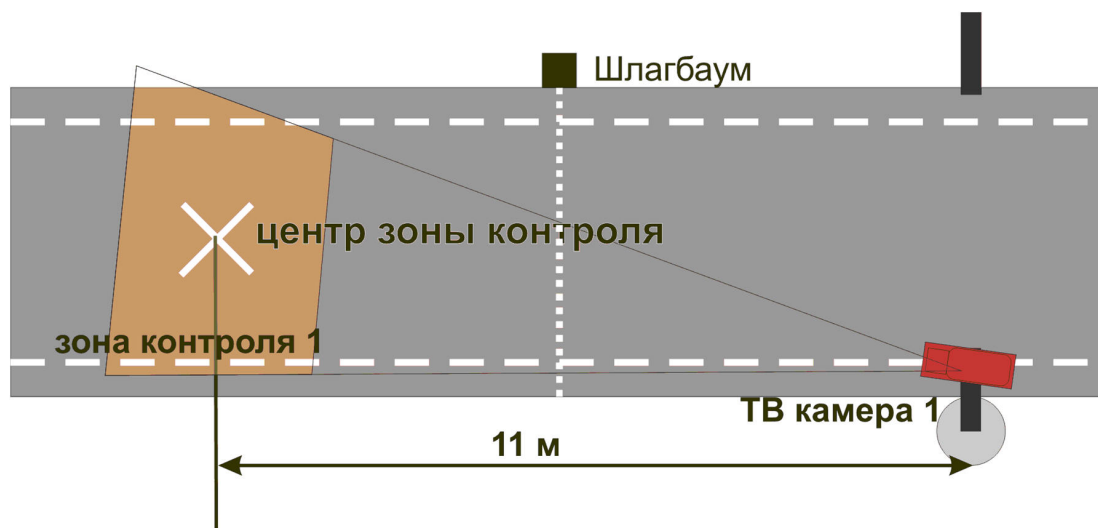 Шлагбаум
центр зоны контроля
зона контроля 1
ТВ камера 1
11 м